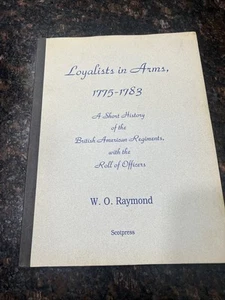 Loyalists in Arms,
1775-1783
A Short History
of the
British American Regiments,
with the
Roll of Officers
W. O. Raymond
Scotpress